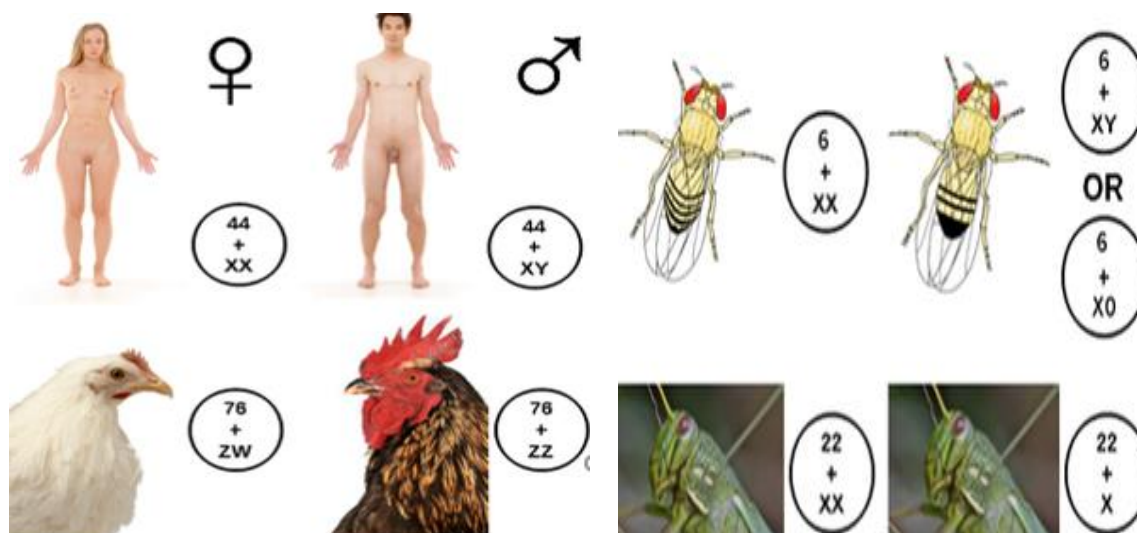 ♀
♂
44
+
XX
44
+
XY
76
+
ZW
76
+
ZZ
6
+
XX
6
+
XY
OR
6
+
XO
22
+
XX
22
+
X